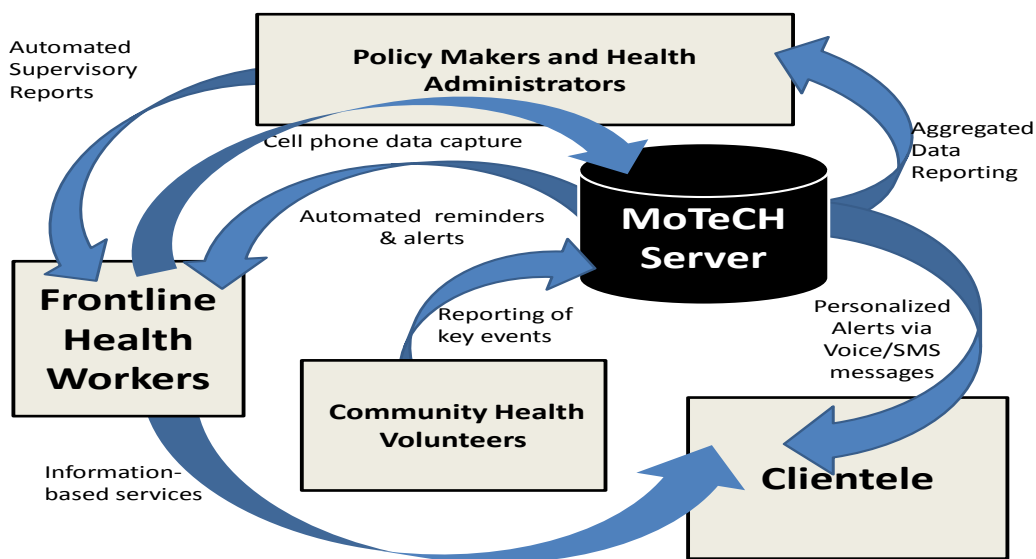 Automated
Supervisory
Reports
Policy Makers and Health
Administrators
Cell phone data capture
Aggregated
Data
Reporting
Automated reminders
& alerts
MoTeCH
Server
Frontline
Health
Workers
Reporting of
key events
Personalized
Alerts via
Voice/SMS
messages
Community Health
Volunteers
Information-
based services
Clientele